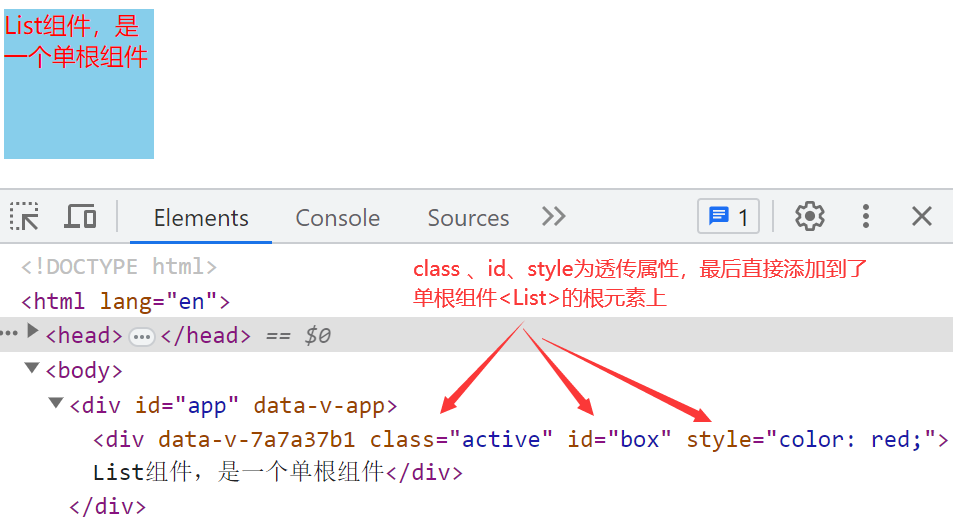 List组件，是
一个单根组件
Elements Console Sources 1
<!DOCTYPE html>
class 、id、style为透传属性，最后直接添加到了
<html lang="en">
单根组件<List>的根元素上
<head> ••• </head> == $0
<body>
<div id="app" data-v-app>
<div data-v-7a7a37b1 class="active" id="box" style="color: red;">
List组件，是一个单根组件</div>
</div>